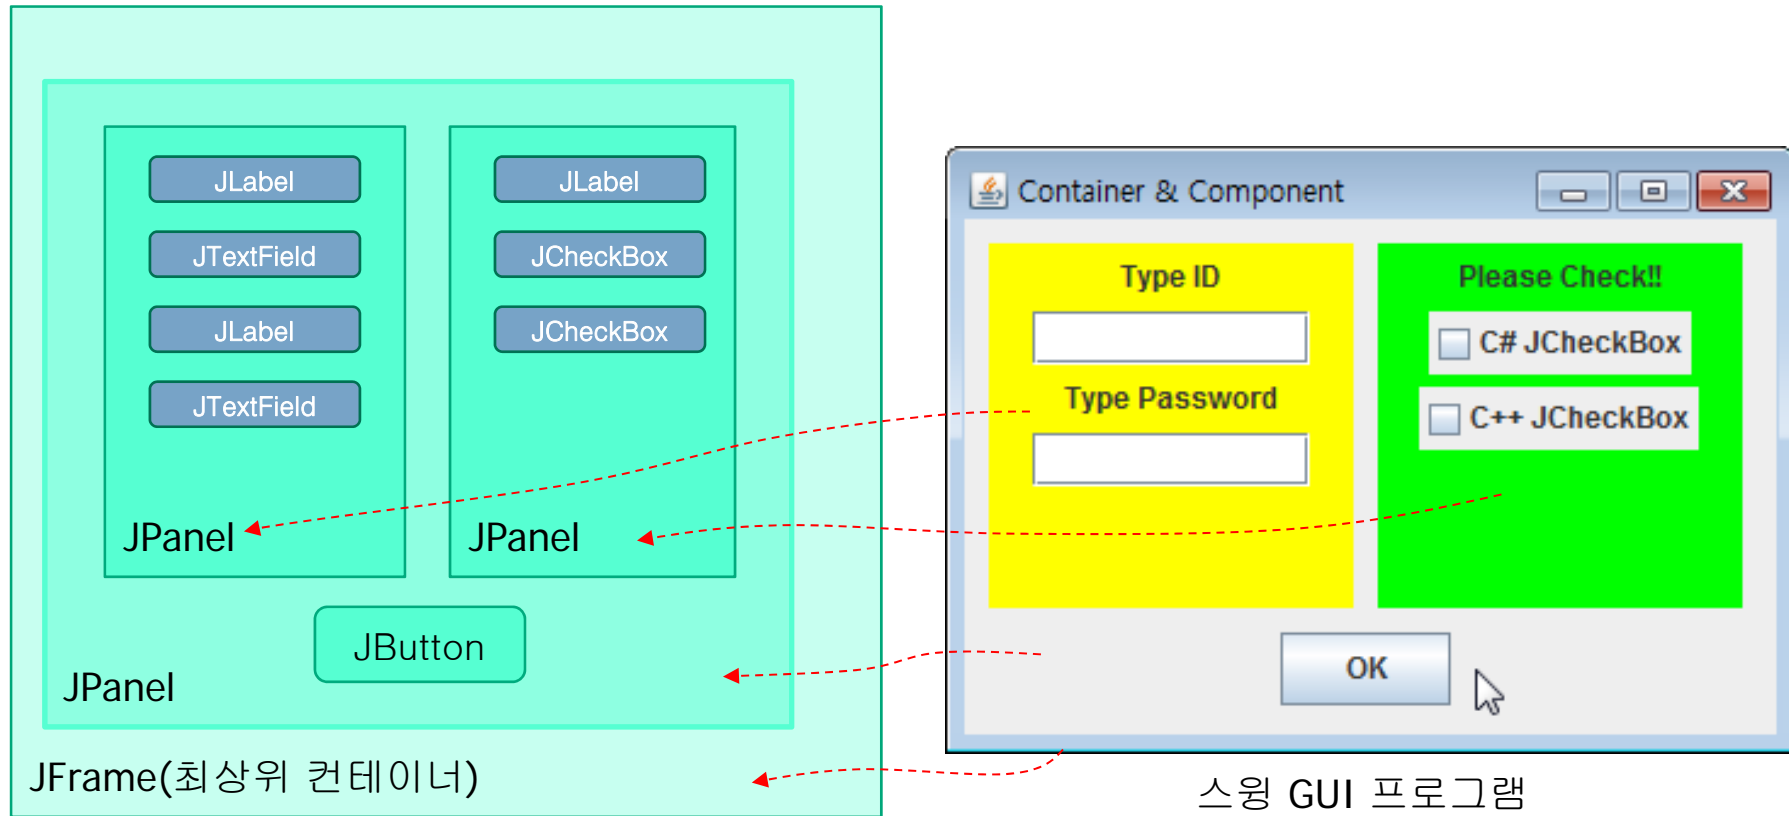 JLabel
JTextField
JLabel
JTextField
JPanel
JLabel
JCheckBox
JCheckBox
JPanel
JButton
JPanel
JFrame(최상위 컨테이너)
Container & Component
Type ID
Type Password
Please Check!!
C# JCheckBox
C++ JCheckBox
OK
스윙 GUI 프로그램